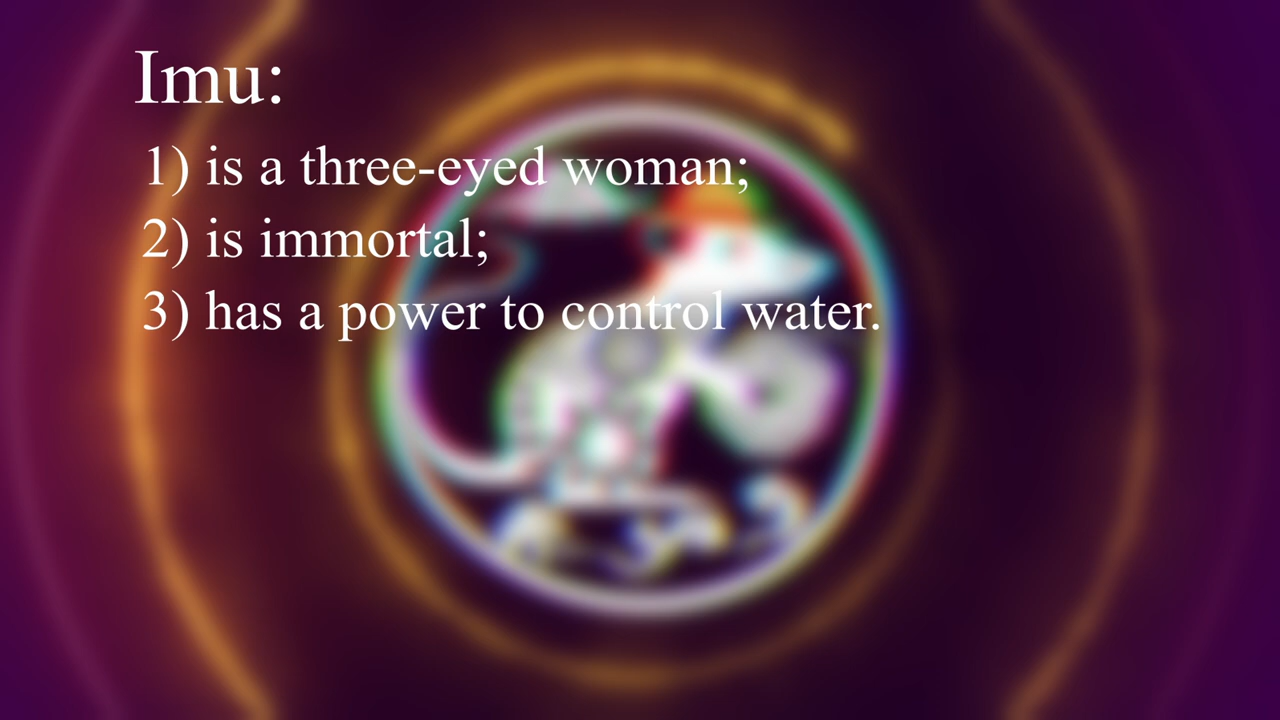 Imu:
1) is a three-eyed woman;
2) is immortal;
3) has a power to control water.